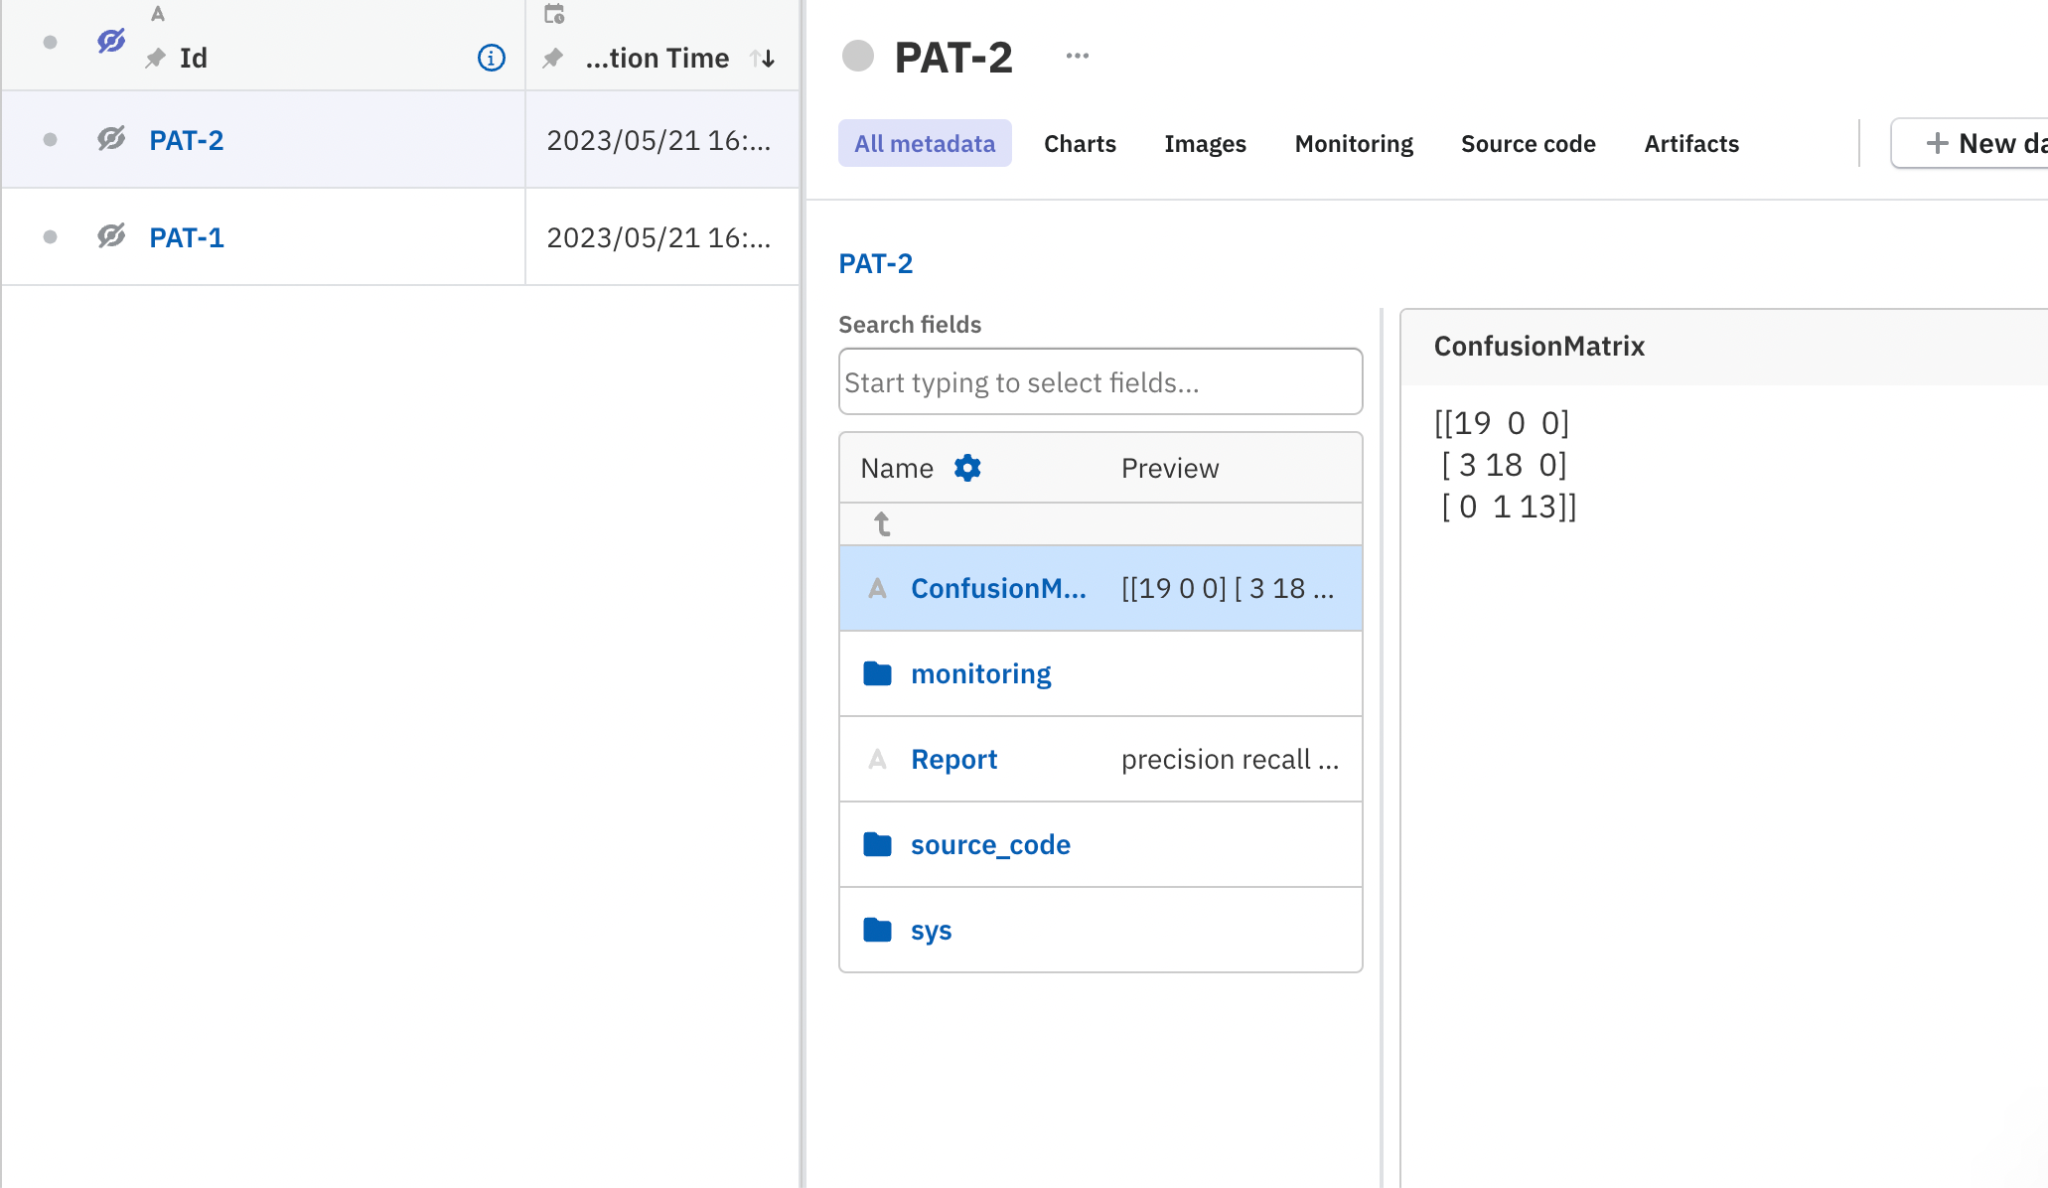 A
Id
...tion Time
PAT-2
2023/05/21 16:...
PAT-1
2023/05/21 16:...
PAT-2
All metadata
Charts
Images
Monitoring
Source code
Artifacts
+ New da
PAT-2
Search fields
Start typing to select fields...
Name
Preview
A
ConfusionM...
[[19 0 0] [ 3 18 ...
monitoring
A
Report
precision recall ...
source_code
sys
ConfusionMatrix
[[19 0 0]
[ 3 18 0]
[ 0 1 13]]